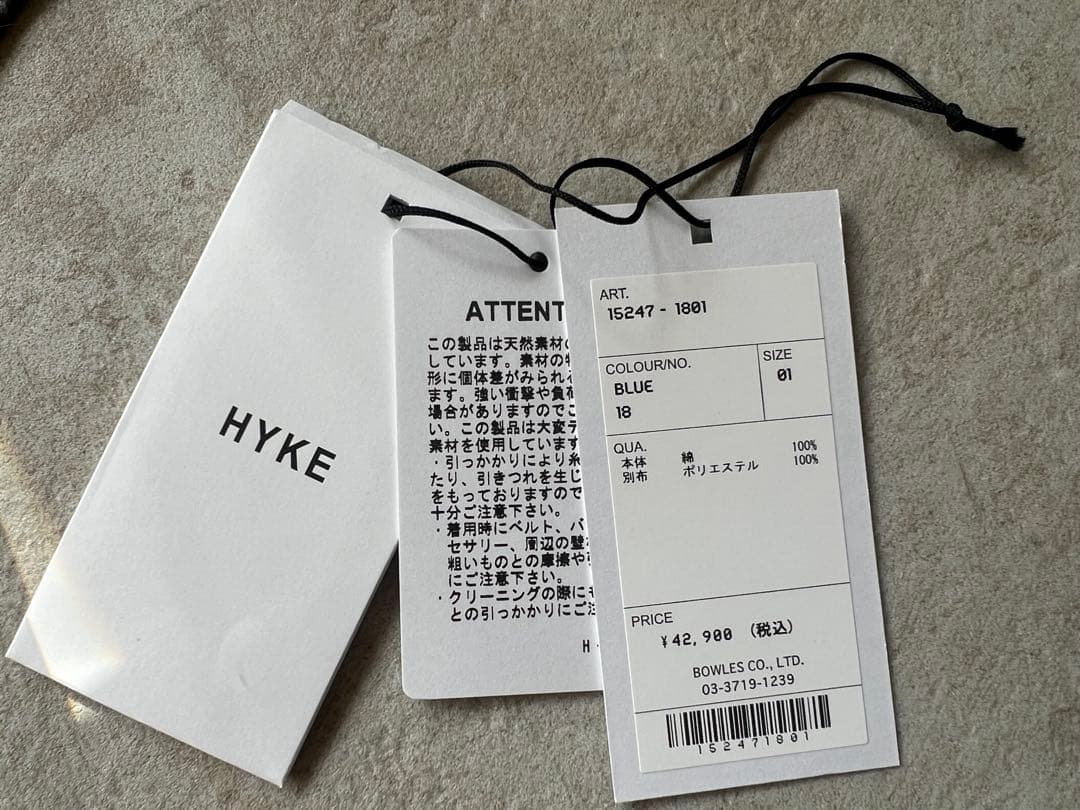 HYKE
ATTENT
この製品は天然素材
しています。素材の
形に個体差がみられ
ます。強い衝撃や負荷
場合がありますのでご
い。この製品は大変デ
素材を使用しています
・引っかかりにより糸
たり、引きつれを生じ
をもっておりますので
十分ご注意下さい。
・着用時にベルト、バ
セサリー、周辺の壁
粗いものとの摩擦や引
にご注意下さい。
・クリーニングの際に
との引っかかりにご注
H
ART.
15247 - 1801
COLOUR/NO.
BLUE
18
SIZE
01
QUA.
本体 綿 100%
別布 ポリエステル 100%
PRICE
¥42,900 (税込)
BOWLES CO., LTD.
03-3719-1239
152471801